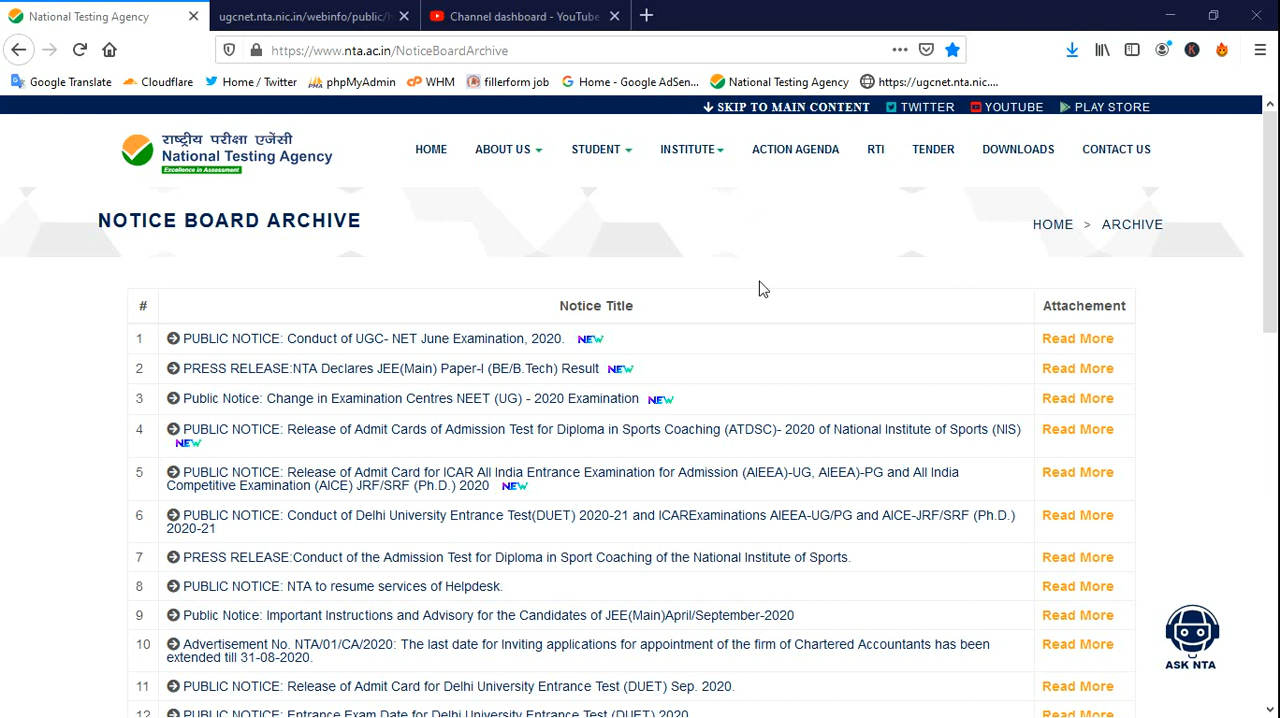 National Testing Agency
ugcnet.nta.nic.in/webinfo/public/
Channel dashboard - YouTube
https://www.nta.ac.in/NoticeBoardArchive
Google Translate
Cloudflare
Home / Twitter
phpMyAdmin
WHM
fillerform job
Home - Google AdSen...
National Testing Agency
https://ugcnet.nta.nic....
SKIP TO MAIN CONTENT
TWITTER
YOUTUBE
PLAY STORE
राष्ट्रीय परीक्षा एजेंसी
National Testing Agency
Excellence in Assessment
HOME
ABOUT US
STUDENT
INSTITUTE
ACTION AGENDA
RTI
TENDER
DOWNLOADS
CONTACT US
NOTICE BOARD ARCHIVE
HOME > ARCHIVE
# Notice Title Attachement
1 PUBLIC NOTICE: Conduct of UGC- NET June Examination, 2020. NEW Read More
2 PRESS RELEASE:NTA Declares JEE(Main) Paper-I (BE/B.Tech) Result NEW Read More
3 Public Notice: Change in Examination Centres NEET (UG) - 2020 Examination NEW Read More
4 PUBLIC NOTICE: Release of Admit Cards of Admission Test for Diploma in Sports Coaching (ATDSC)- 2020 of National Institute of Sports (NIS) Read More
NEW
5 PUBLIC NOTICE: Release of Admit Card for ICAR All India Entrance Examination for Admission (AIEEA)-UG, AIEEA)-PG and All India Read More
Competitive Examination (AICE) JRF/SRF (Ph.D.) 2020 NEW
6 PUBLIC NOTICE: Conduct of Delhi University Entrance Test(DUET) 2020-21 and ICARExaminations AIEEA-UG/PG and AICE-JRF/SRF (Ph.D.) Read More
2020-21
7 PRESS RELEASE:Conduct of the Admission Test for Diploma in Sport Coaching of the National Institute of Sports. Read More
8 PUBLIC NOTICE: NTA to resume services of Helpdesk. Read More
9 Public Notice: Important Instructions and Advisory for the Candidates of JEE(Main)April/September-2020 Read More
10 Advertisement No. NTA/01/CA/2020: The last date for Inviting applications for appointment of the firm of Chartered Accountants has been Read More
extended till 31-08-2020.
11 PUBLIC NOTICE: Release of Admit Card for Delhi University Entrance Test (DUET) Sep. 2020. Read More
12 PUBLIC NOTICE: Entrance Exam Date for Delhi University Entrance Test (DUET) 2020 Read More
ASK NTA